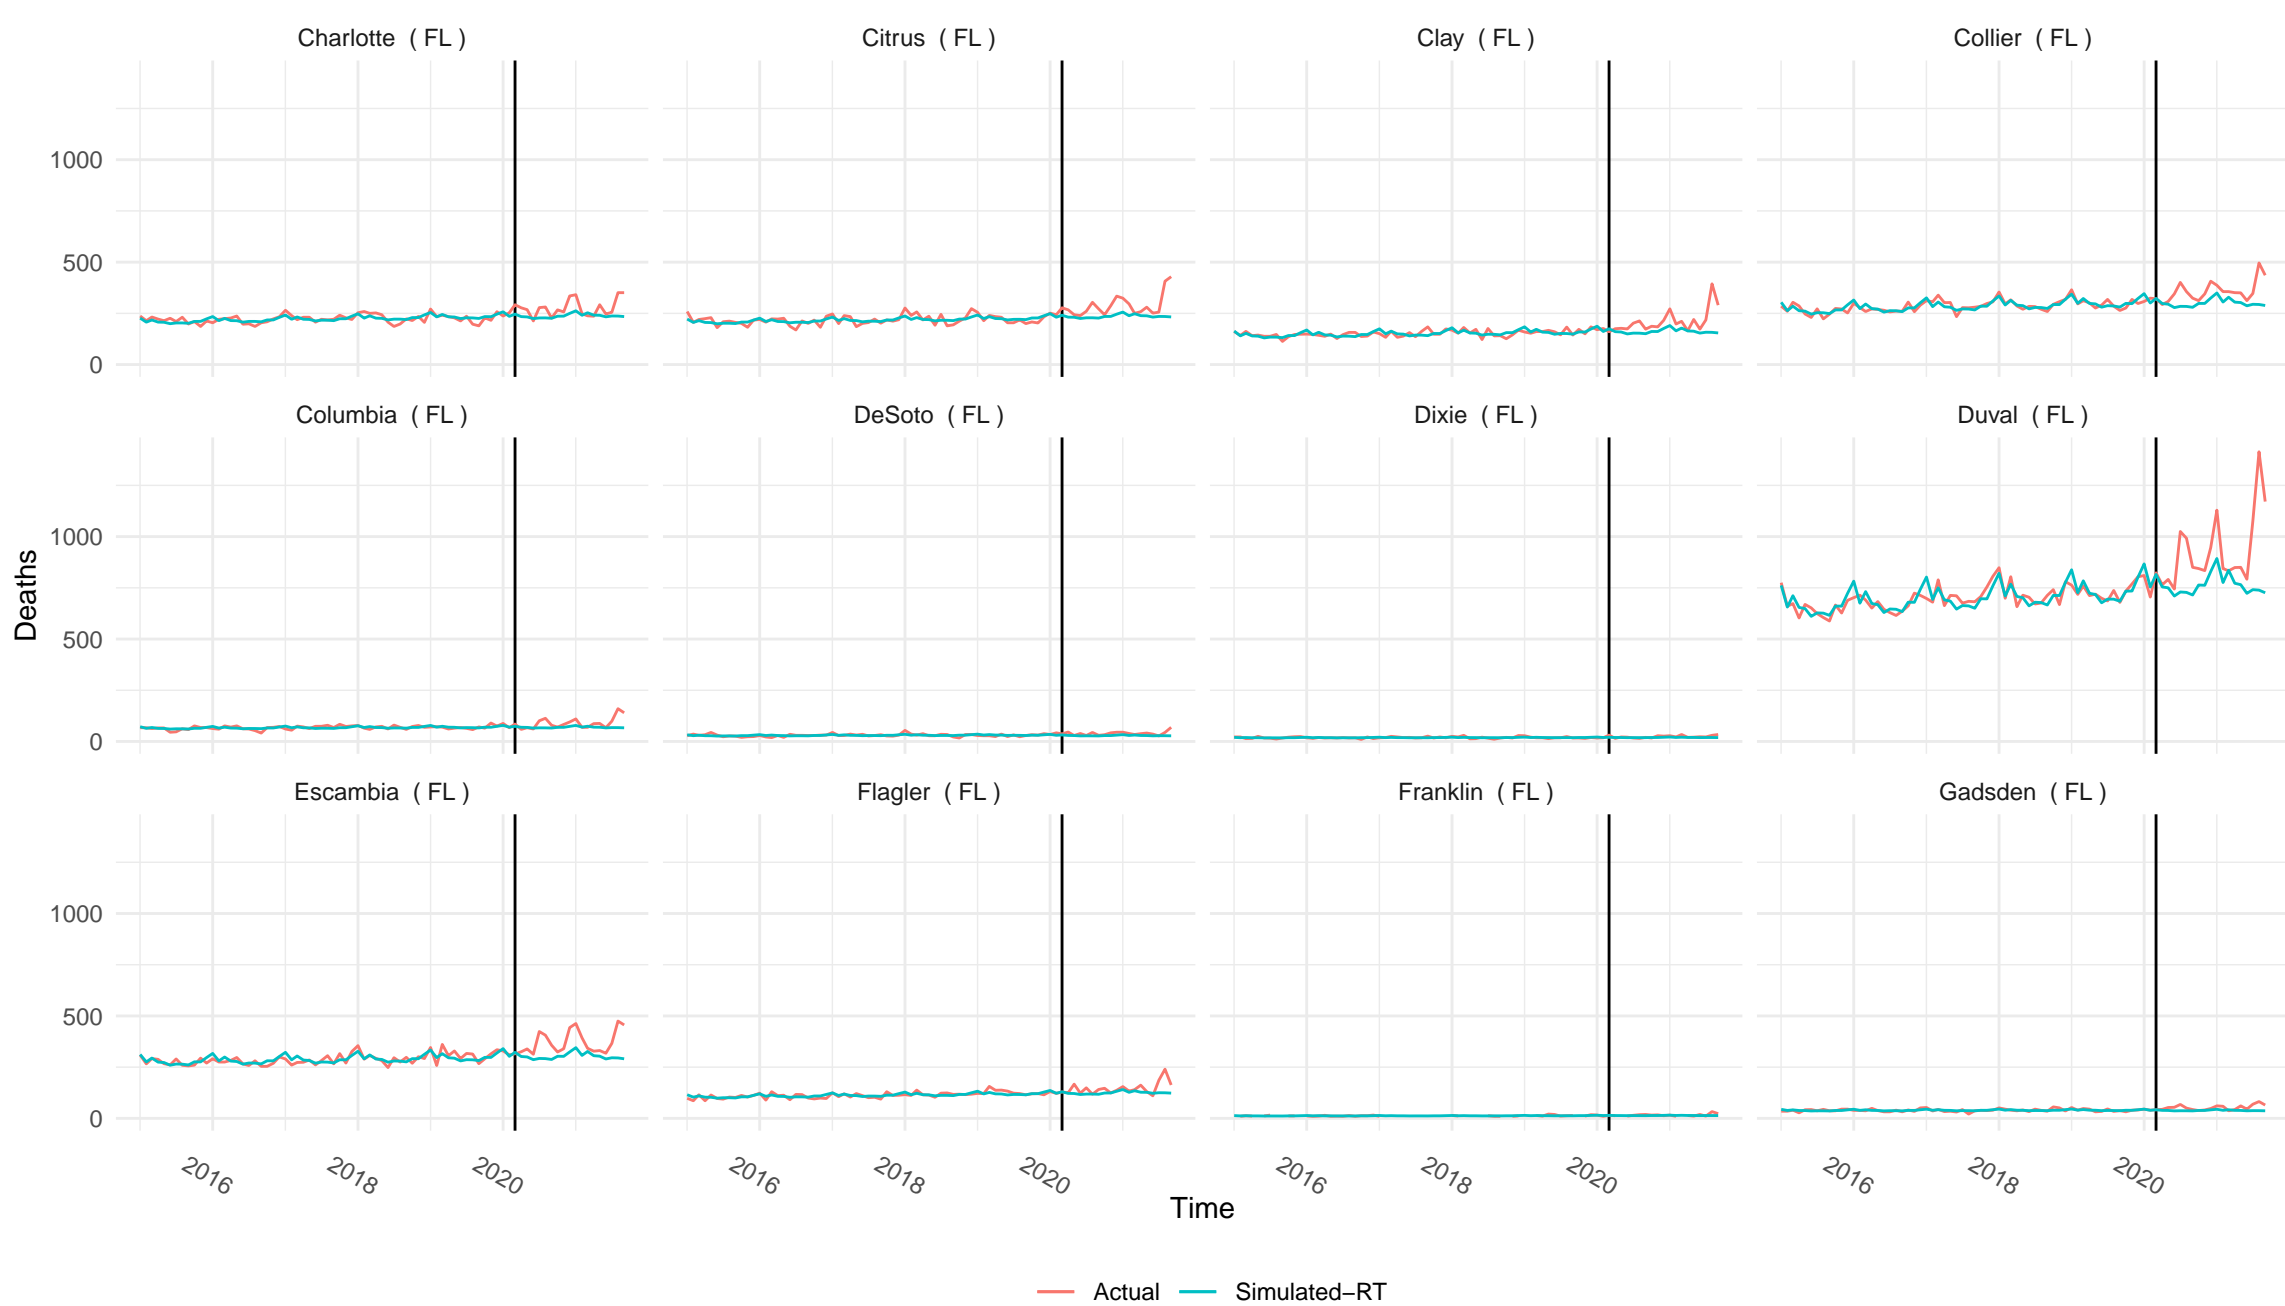 Charlotte ( FL )
Citrus ( FL )
Clay ( FL )
Collier ( FL )
1000
500
0
Columbia ( FL )
DeSoto ( FL )
Dixie ( FL )
Duval ( FL )
1000
500
0
Deaths
Escambia ( FL )
Flagler ( FL )
Franklin ( FL )
Gadsden ( FL )
1000
500
0
2016 2018 2020 2016 2018 2020 2016 2018 2020 2016 2018 2020
Time
Actual Simulated−RT